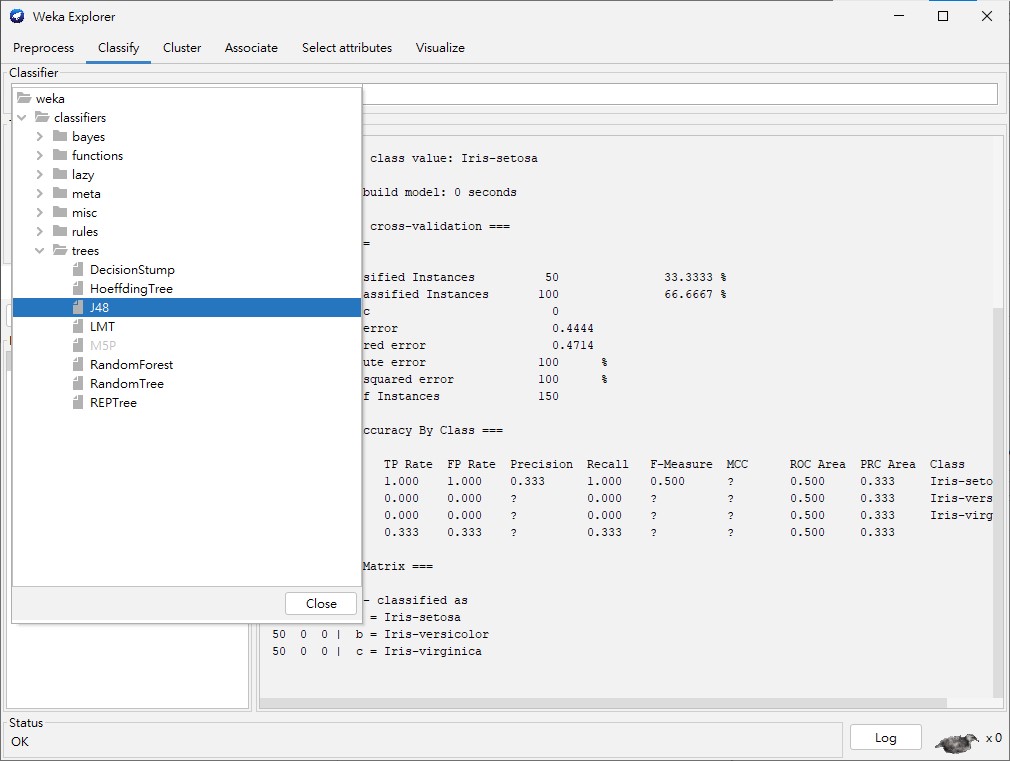 Weka Explorer
Preprocess Classify Cluster Associate Select attributes Visualize
Classifier
weka
classifiers
bayes
functions
lazy
meta
misc
rules
trees
DecisionStump
HoeffdingTree
J48
LMT
M5P
RandomForest
RandomTree
REPTree
Close
class value: Iris-setosa
build model: 0 seconds
cross-validation ===
=
sified Instances 50 33.3333 %
assified Instances 100 66.6667 %
c 0
error 0.4444
red error 0.4714
ute error 100 %
squared error 100 %
f Instances 150
ccuracy By Class ===
TP Rate FP Rate Precision Recall F-Measure MCC ROC Area PRC Area Class
1.000 1.000 0.333 1.000 0.500 ? 0.500 0.333 Iris-seto
0.000 0.000 ? 0.000 ? ? 0.500 0.333 Iris-vers
0.000 0.000 ? 0.000 ? ? 0.500 0.333 Iris-virg
0.333 0.333 ? 0.333 ? ? 0.500 0.333
Matrix ===
- classified as
= Iris-setosa
50 0 0 | b = Iris-versicolor
50 0 0 | c = Iris-virginica
Status
OK
Log
x 0